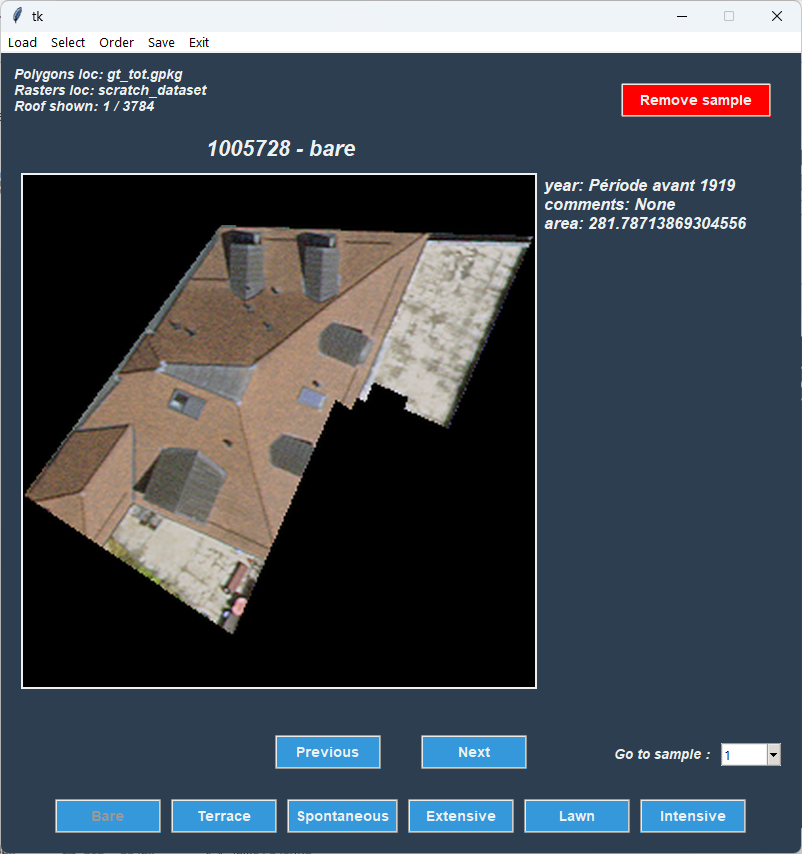 tk
Load Select Order Save Exit
Polygons loc: gt_tot.gpkg
Rasters loc: scratch_dataset
Roof shown: 1 / 3784
Remove sample
1005728 - bare
year: Période avant 1919
comments: None
area: 281.78713869304556
Previous Next
Go to sample : 1
Bare Terrace Spontaneous Extensive Lawn Intensive